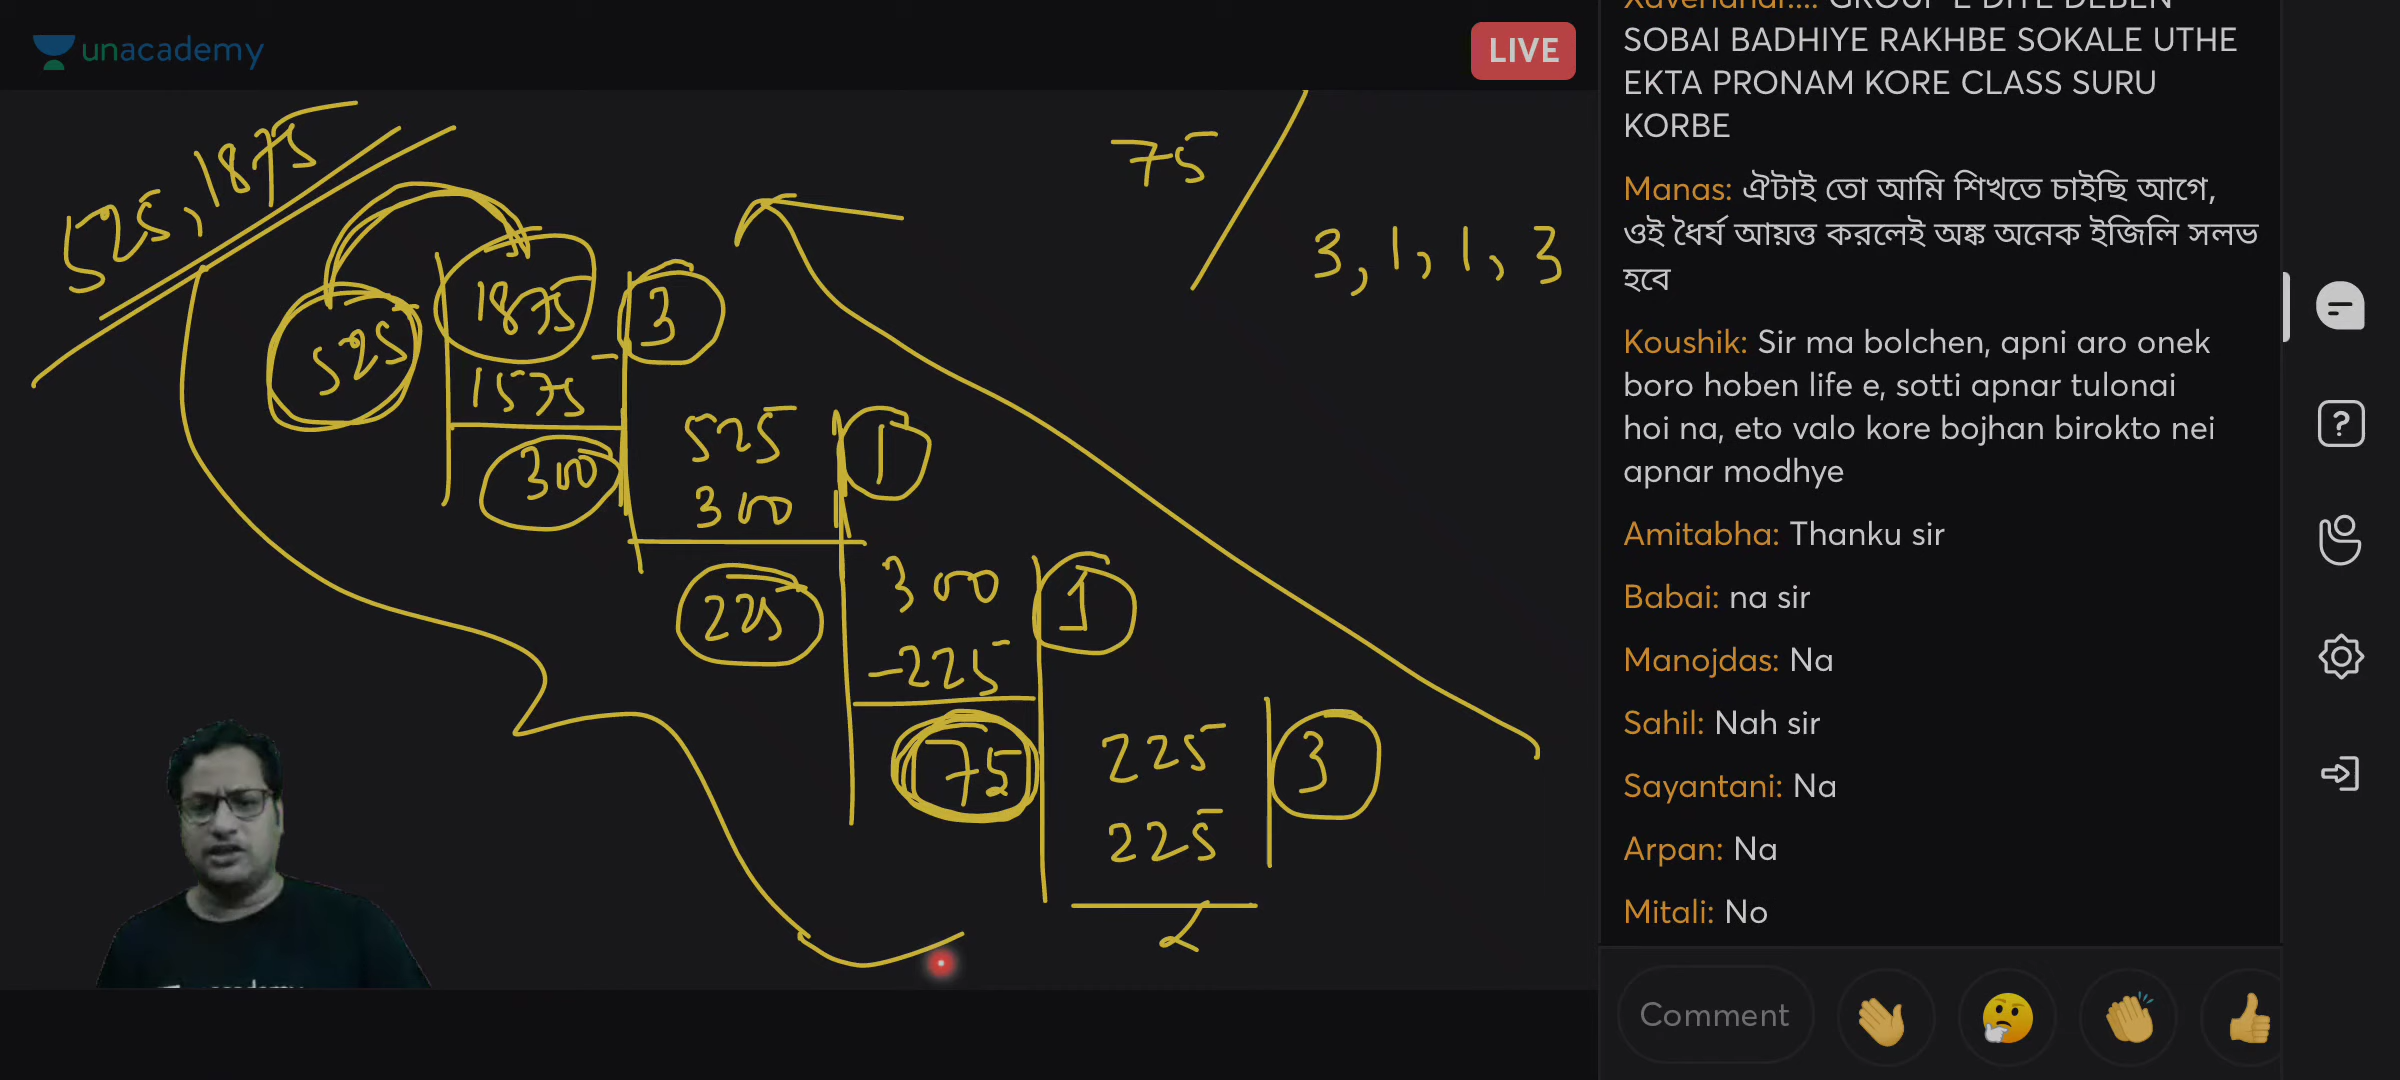 unacademy
LIVE
525, 1875
75
3, 1, 1, 3
525
1875
3
1575
300
525
1
300
225
300
1
-225
75
225
3
225
SOBAI BADHIYE RAKHBE SOKALE UTHE
EKTA PRONAM KORE CLASS SURU
KORBE
Manas: ঐটাই তো আমি শিখতে চাইছি আগে,
ওই ধৈর্য আয়ত্ত করলেই অঙ্ক অনেক ইজিলি সলভ
হবে
Koushik: Sir ma bolchen, apni aro onek
boro hoben life e, sotti apnar tulonai
hoi na, eto valo kore bojhan birokto nei
apnar modhye
Amitabha: Thanku sir
Babai: na sir
Manojdas: Na
Sahil: Nah sir
Sayantani: Na
Arpan: Na
Mitali: No
Comment